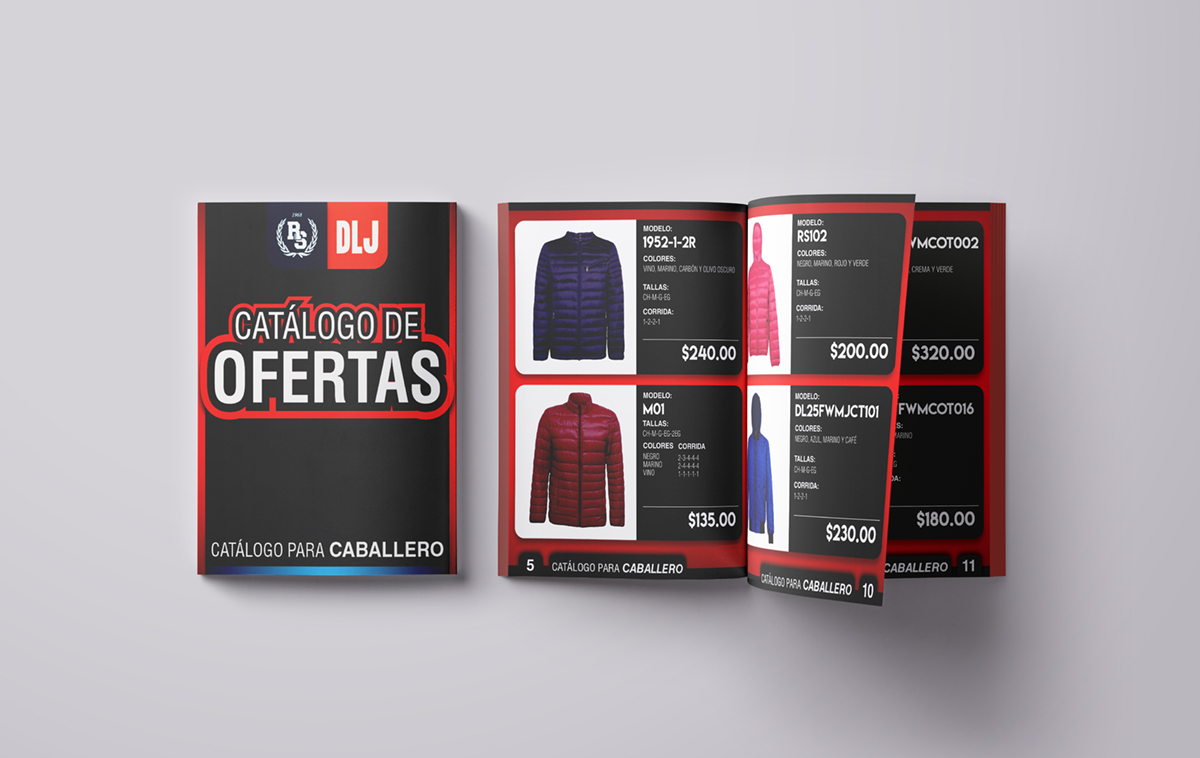 1968
RS
DLJ
CATÁLOGO DE
OFERTAS
CATÁLOGO PARA CABALLERO
MODELO:
1952-1-2R
COLORES:
VINO, MARINO, CARBÓN Y OLIVO OSCURO
TALLAS:
CH-M-G-EG
CORRIDA:
1-2-2-1
$240.00
MODELO:
M01
TALLAS:
CH-M-G-EG-2EG
COLORES CORRIDA
NEGRO 2-3-4-4-4
MARINO 2-4-4-4-4
VINO 1-1-1-1-1
$135.00
5 CATÁLOGO PARA CABALLERO
MODELO:
RS102
COLORES:
NEGRO, MARINO, ROJO Y VERDE
TALLAS:
CH-M-G-EG
CORRIDA:
1-2-2-1
$200.00
MODELO:
DL25FWMJCT101
COLORES:
NEGRO, AZUL, MARINO Y CAFÉ
TALLAS:
CH-M-G-EG
CORRIDA:
1-2-2-1
$230.00
CATÁLOGO PARA CABALLERO 10
WMCOT002
CREMA Y VERDE
$320.00
FWMCOT016
$180.00
CABALLERO 11